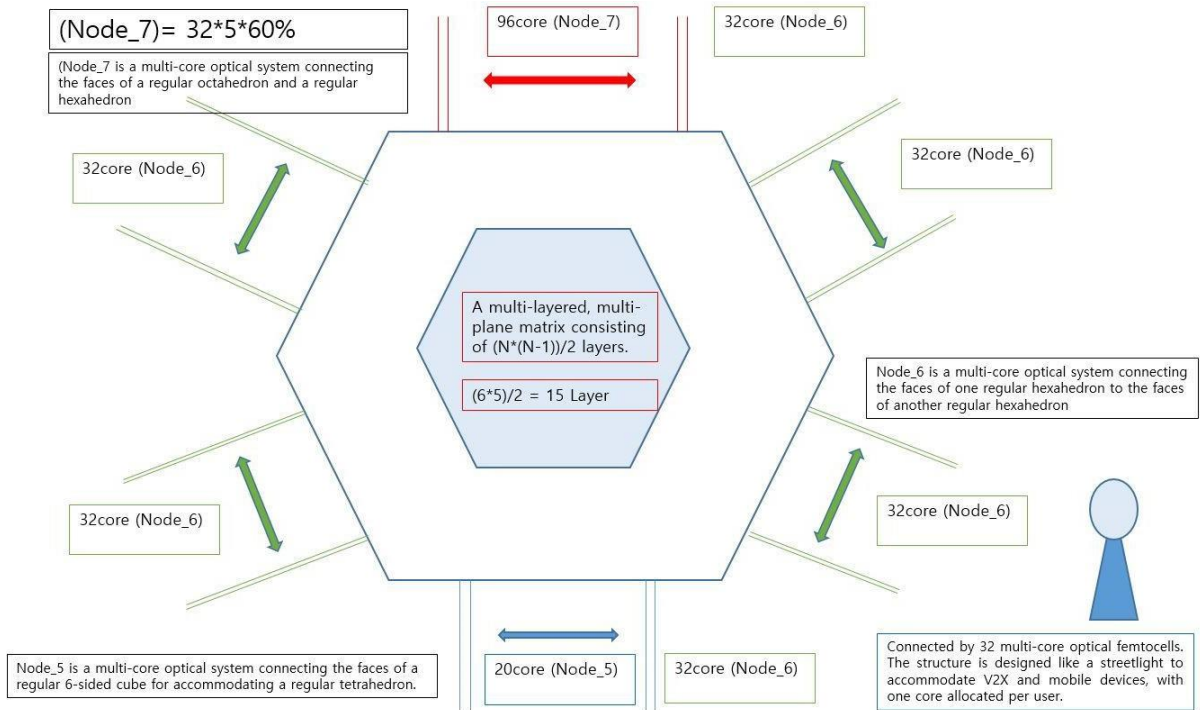 (Node_7)= 32*5*60%
(Node_7 is a multi-core optical system connecting
the faces of a regular octahedron and a regular
hexahedron
96core (Node_7)
32core (Node_6)
32core (Node_6)
32core (Node_6)
A multi-layered, multi-
plane matrix consisting
of (N*(N-1))/2 layers.
(6*5)/2 = 15 Layer
Node_6 is a multi-core optical system connecting
the faces of one regular hexahedron to the faces
of another regular hexahedron
32core (Node_6)
32core (Node_6)
Node_5 is a multi-core optical system connecting the faces of a
regular 6-sided cube for accommodating a regular tetrahedron.
20core (Node_5)
32core (Node_6)
Connected by 32 multi-core optical femtocells.
The structure is designed like a streetlight to
accommodate V2X and mobile devices, with
one core allocated per user.